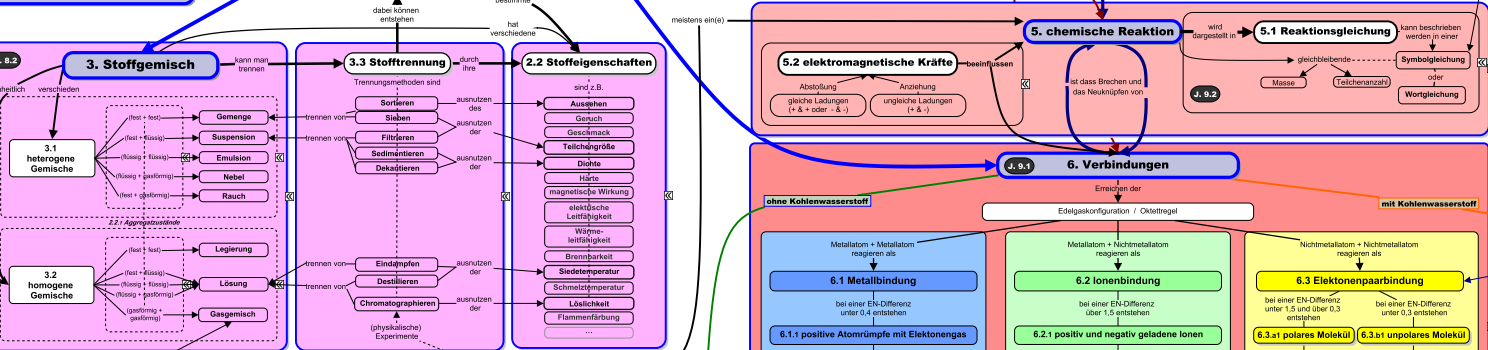 dabei können
entstehen
bestimmte
hat
verschiedene
meistens ein(e)
J. 8.2
3. Stoffgemisch
kann man
trennen
3.3 Stofftrennung
durch
ihre
2.2 Stoffeigenschaften
verschieden
Trennungsmethoden sind
sind z.B.
3.1
heterogene
Gemische
(fest + fest)
(fest + flüssig)
(flüssig + flüssig)
(flüssig + gasförmig)
(fest + gasförmig)
Gemenge
Suspension
Emulsion
Nebel
Rauch
2.2.1 Aggregatzustände
trennen von
trennen von
Sortieren
Sieben
Filtrieren
Sedimentieren
Dekantieren
ausnutzen
des
ausnutzen
der
ausnutzen
der
Aussehen
Geruch
Geschmack
Teilchengröße
Dichte
Härte
magnetische Wirkung
elektrische
Leitfähigkeit
Wärme-
leitfähigkeit
Brennbarkeit
Siedetemperatur
Schmelztemperatur
Löslichkeit
Flammenfärbung
...
3.2
homogene
Gemische
(fest + fest)
(fest + flüssig)
(flüssig + flüssig)
(flüssig + gasförmig)
(gasförmig +
gasförmig)
Legierung
Lösung
Gasgemisch
trennen von
trennen von
Eindampfen
Destillieren
Chromatographieren
ausnutzen
der
ausnutzen
der
(physikalische)
Experimente
5. chemische Reaktion
wird
dargestellt in
5.1 Reaktionsgleichung
kann beschrieben
werden in einer
gleichbleibende
Symbolgleichung
Masse
Teilchenanzahl
oder
Wortgleichung
J. 9.2
5.2 elektromagnetische Kräfte
beeinflussen
Abstoßung
Anziehung
gleiche Ladungen
(+ & + oder - & -)
ungleiche Ladungen
(+ & -)
ist dass Brechen und
das Neuknüpfen von
J. 9.1
6. Verbindungen
Erreichen der
ohne Kohlenwasserstoff
mit Kohlenwasserstoff
Edelgaskonfiguration / Oktettregel
Metallatom + Metallatom
reagieren als
6.1 Metallbindung
bei einer EN-Differenz
unter 0,4 entstehen
6.1.1 positive Atomrümpfe mit Elektonengas
Metallatom + Nichtmetallatom
reagieren als
6.2 Ionenbindung
bei einer EN-Differenz
über 1,5 entstehen
6.2.1 positiv und negativ geladene Ionen
Nichtmetallatom + Nichtmetallatom
reagieren als
6.3 Elektonenpaarbindung
bei einer EN-Differenz
unter 1,5 und über 0,3
entstehen
bei einer EN-Differenz
unter 0,3 entstehen
6.3.a1 polares Molekül
6.3.b1 unpolares Molekül